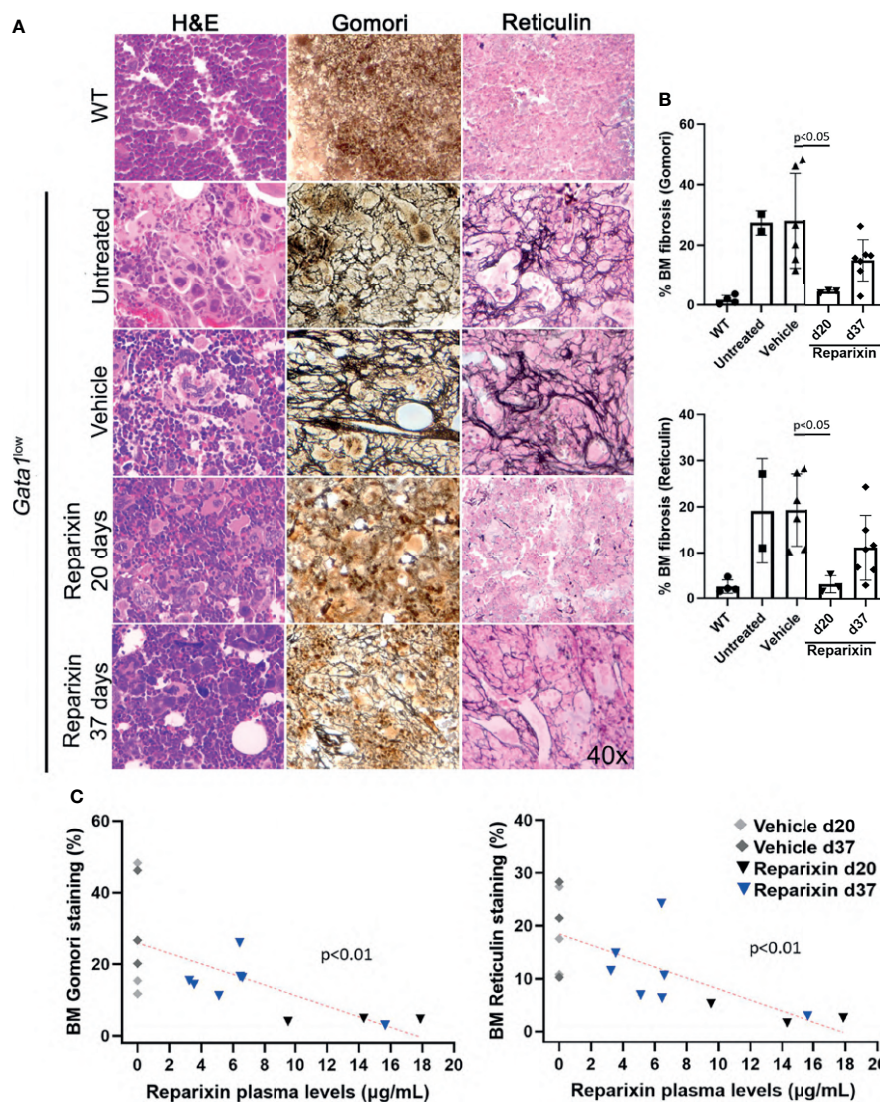 A
H&E Gomori Reticulin
WT
Untreated
Vehicle
Reparixin
20 days
Reparixin
37 days
Gata1low
40x
B
% BM fibrosis (Gomori)
60
40
20
0
p<0.05
WT
Untreated
Vehicle
d20
d37
Reparixin
% BM fibrosis (Reticulin)
40
30
20
10
0
p<0.05
WT
Untreated
Vehicle
d20
d37
Reparixin
C
BM Gomori staining (%)
60
40
20
0
p<0.01
0 2 4 6 8 10 12 14 16 18 20
Reparixin plasma levels (µg/mL)
BM Reticulin staining (%)
40
30
20
10
0
p<0.01
0 2 4 6 8 10 12 14 16 18 20
Reparixin plasma levels (µg/mL)
Vehicle d20
Vehicle d37
Reparixin d20
Reparixin d37